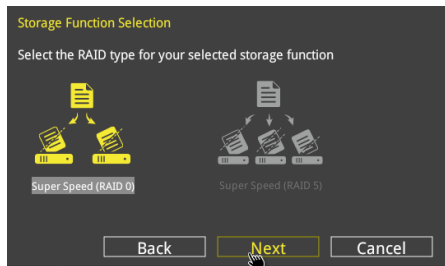 Storage Function Selection
Select the RAID type for your selected storage function
Super Speed (RAID 0)
Super Speed (RAID 5)
Back
Next
Cancel